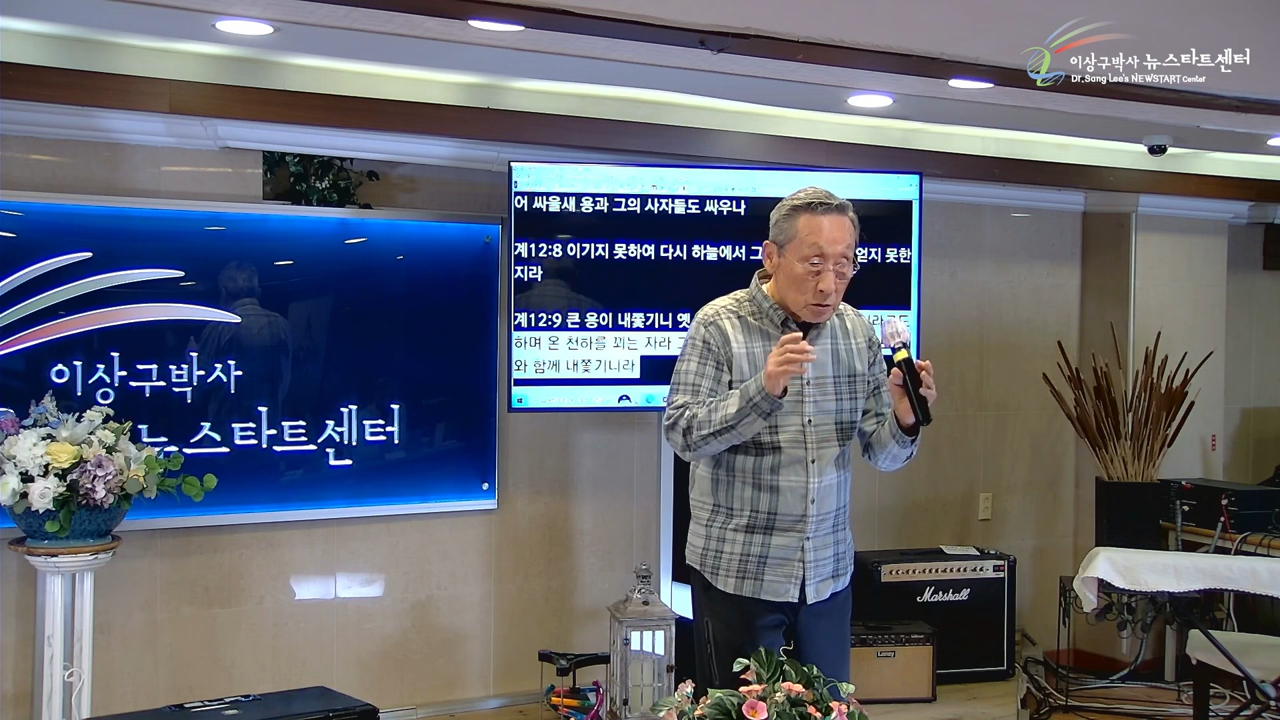 이상구박사 뉴스타트센터
Dr. Sang Lee's NEWSTART Center
어 싸울새 용과 그의 사자들도 싸우나
계12:8 이기지 못하여 다시 하늘에서 그 얻지 못한
지라
계12:9 큰 용이 내쫓기니 옛
하며 온 천하를 꾀는 자라 그
와 함께 내쫓기니라
이상구박사
뉴스타트센터
Marshall
Laney